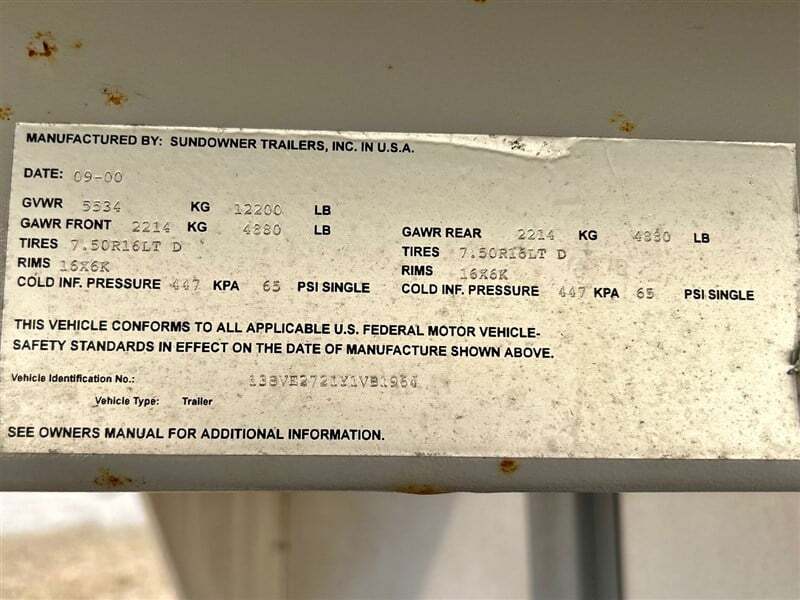 MANUFACTURED BY: SUNDOWNER TRAILERS, INC. IN U.S.A.
DATE: 09-00
GVWR 5534 KG 12200 LB
GAWR FRONT 2214 KG 4880 LB
TIRES 7.50R16LT D
RIMS 16X6K
COLD INF. PRESSURE 447 KPA 65 PSI SINGLE
GAWR REAR 2214 KG 4880 LB
TIRES 7.50R16LT D
RIMS 16X6K
COLD INF. PRESSURE 447 KPA 65 PSI SINGLE
THIS VEHICLE CONFORMS TO ALL APPLICABLE U.S. FEDERAL MOTOR VEHICLE-
SAFETY STANDARDS IN EFFECT ON THE DATE OF MANUFACTURE SHOWN ABOVE.
Vehicle Identification No.:
Vehicle Type: Trailer
SEE OWNERS MANUAL FOR ADDITIONAL INFORMATION.